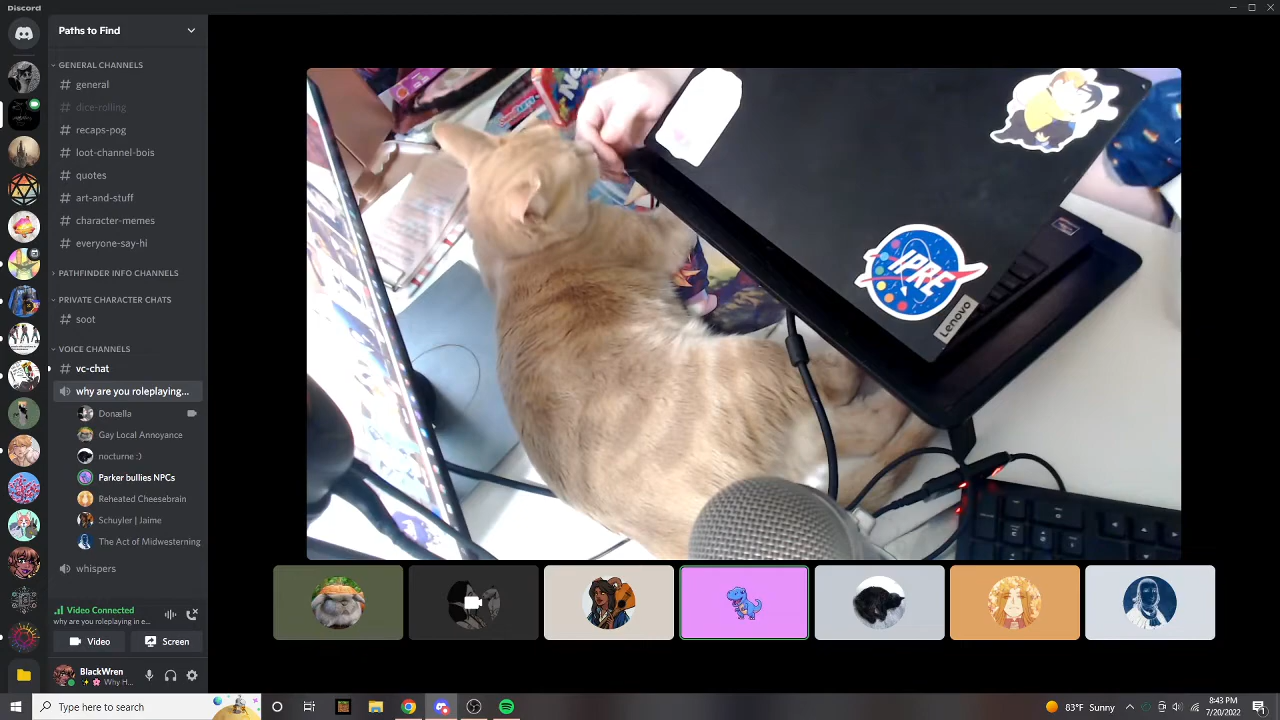 Discord
Paths to Find
GENERAL CHANNELS
general
dice-rolling
recaps-pog
loot-channel-bois
quotes
art-and-stuff
character-memes
everyone-say-hi
PATHFINDER INFO CHANNELS
PRIVATE CHARACTER CHATS
soot
VOICE CHANNELS
vc-chat
why are you roleplaying...
Donælla
Gay Local Annoyance
nocturne :)
Parker bullies NPCs
Reheated Cheesebrain
Schuyler | Jaime
The Act of Midwesterning
whispers
Video Connected
why are you roleplaying in e...
Video
Screen
BlackWren
Why H...
IPRE
Lenovo
Type here to search
83°F Sunny
8:43 PM
7/20/2022